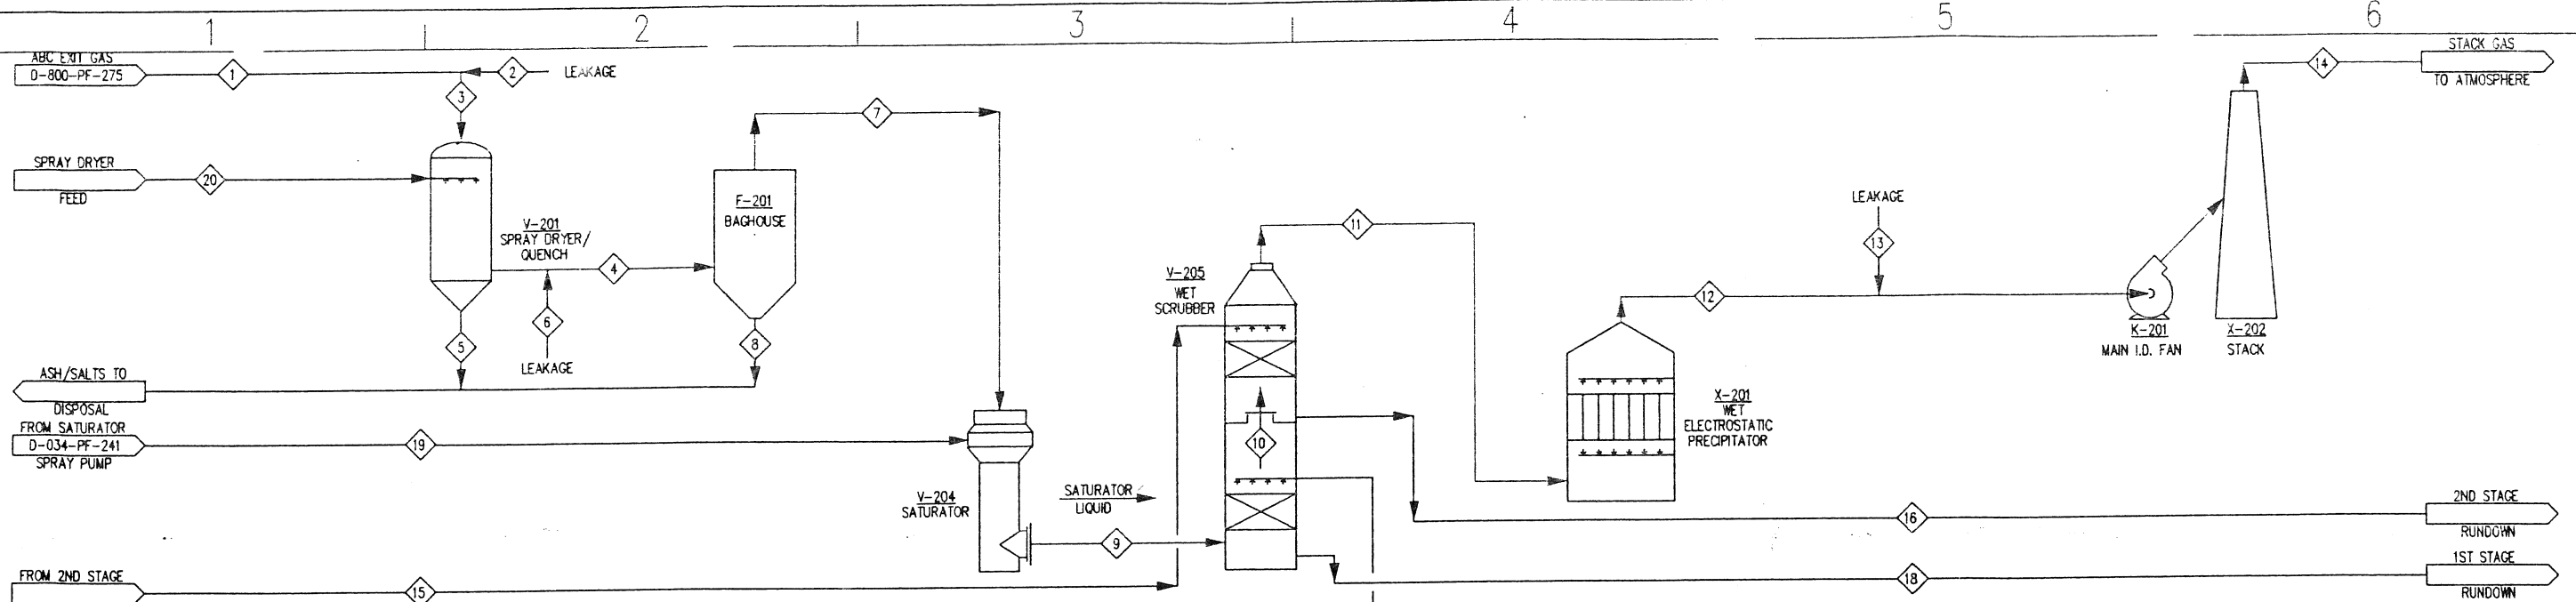 1 2 3 4 5 6
ABC EXIT GAS
D-800-PF-275
1
2
LEAKAGE
3
7
14
STACK GAS
TO ATMOSPHERE
SPRAY DRYER
FEED
20
V-201
SPRAY DRYER/
QUENCH
F-201
BAGHOUSE
4
6
LEAKAGE
5
8
ASH/SALTS TO
DISPOSAL
FROM SATURATOR
D-034-PF-241
SPRAY PUMP
19
V-204
SATURATOR
SATURATOR
LIQUID
9
V-205
WET
SCRUBBER
10
11
X-201
WET
ELECTROSTATIC
PRECIPITATOR
12
LEAKAGE
13
K-201
MAIN I.D. FAN
X-202
STACK
16
2ND STAGE
RUNDOWN
18
1ST STAGE
RUNDOWN
FROM 2ND STAGE
15